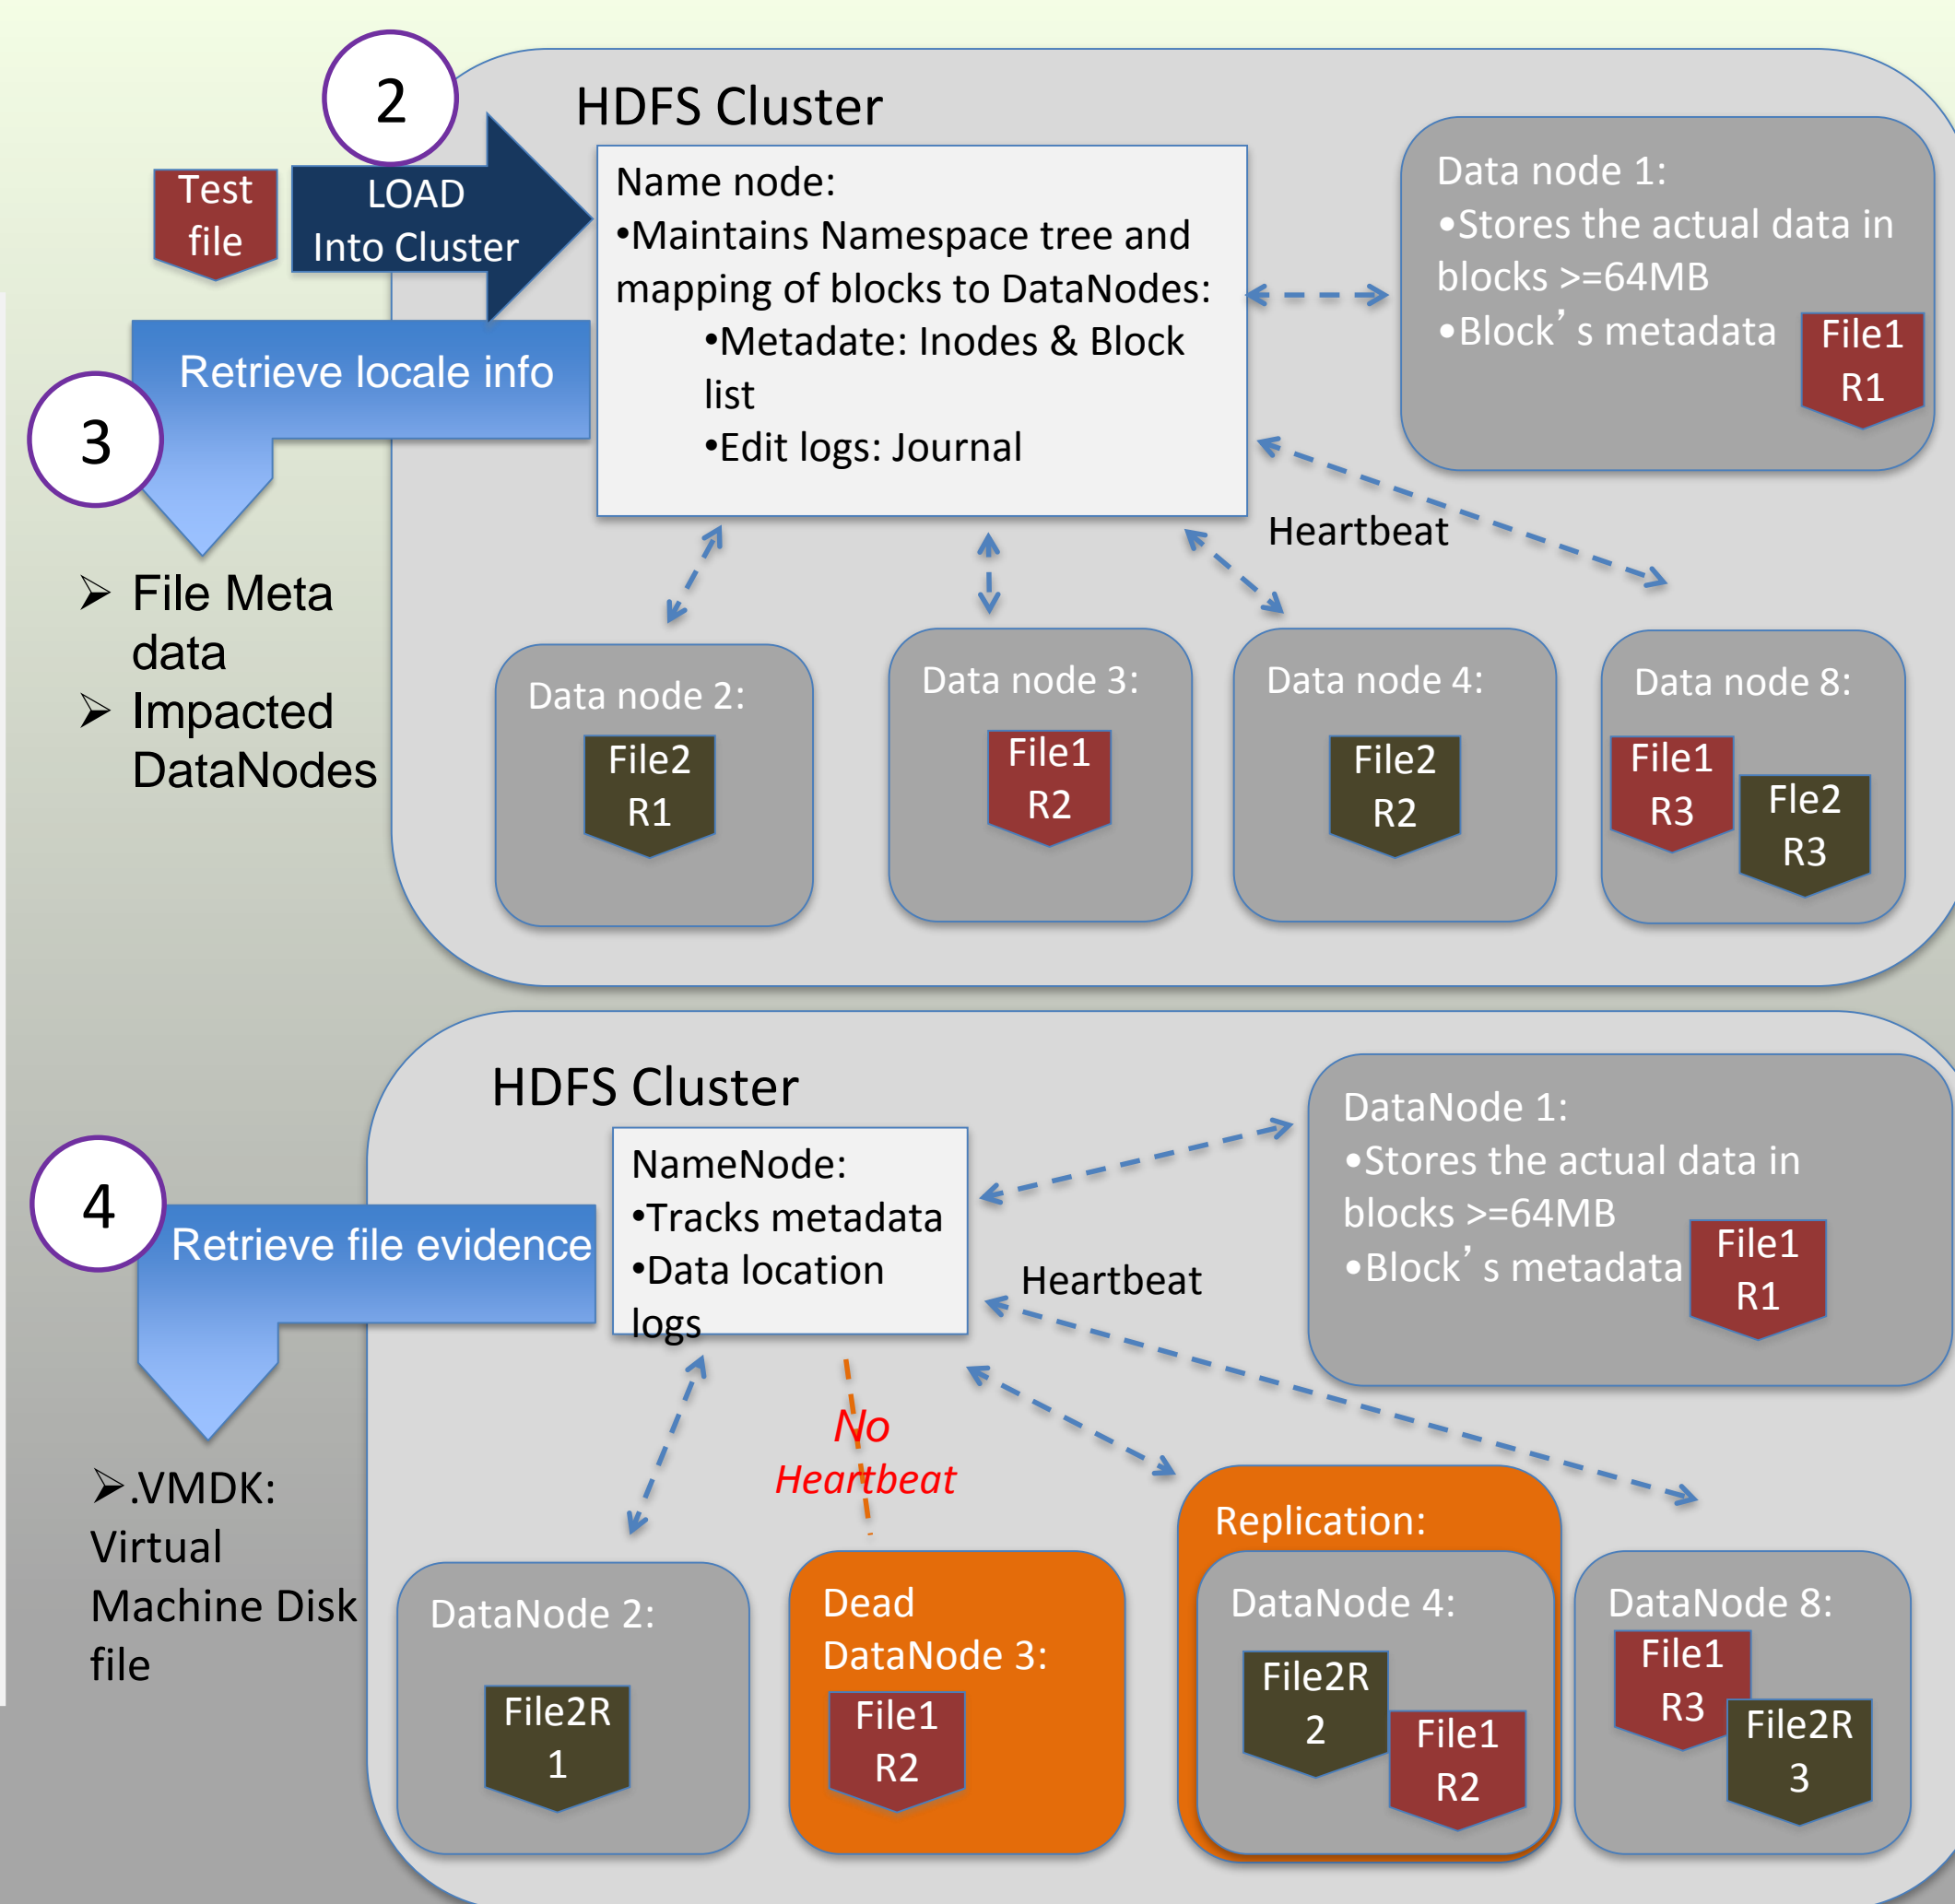 2
HDFS Cluster
Test
file
LOAD
Into Cluster
Name node:
•Maintains Namespace tree and
mapping of blocks to DataNodes:
•Metadate: Inodes & Block
list
•Edit logs: Journal
Data node 1:
•Stores the actual data in
blocks >=64MB
•Block’s metadata
File1
R1
Retrieve locale info
3
Heartbeat
➢ File Meta
data
➢ Impacted
DataNodes
Data node 2:
File2
R1
Data node 3:
File1
R2
Data node 4:
File2
R2
Data node 8:
File1
R3
Fle2
R3
HDFS Cluster
NameNode:
•Tracks metadata
•Data location
logs
DataNode 1:
•Stores the actual data in
blocks >=64MB
•Block’s metadata
File1
R1
4
Retrieve file evidence
Heartbeat
No
Heartbeat
➢.VMDK:
Virtual
Machine Disk
file
DataNode 2:
File2R
1
Dead
DataNode 3:
File1
R2
Replication:
DataNode 4:
File2R
2
File1
R2
DataNode 8:
File1
R3
File2R
3